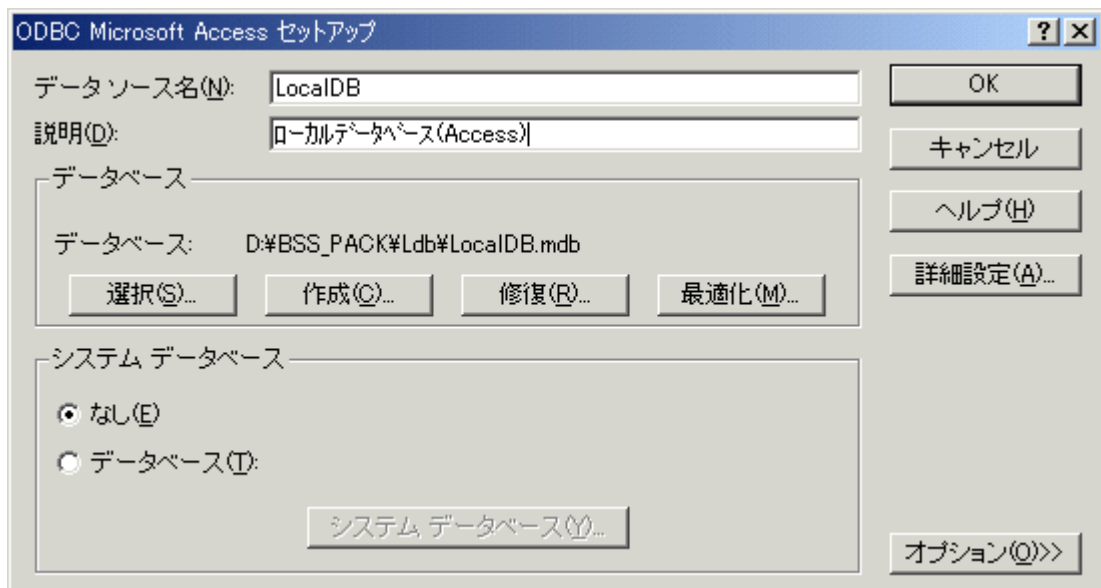 ODBC Microsoft Access セットアップ
データ ソース名(N): LocalDB
説明(D): ﾛｰｶﾙﾃﾞｰﾀﾍﾞｰｽ(Access)
データベース
データベース: D:¥BSS_PACK¥Ldb¥LocalDB.mdb
選択(S)... 作成(C)... 修復(R)... 最適化(M)...
システム データベース
なし(E)
データベース(T):
システム データベース(Y)...
OK
キャンセル
ヘルプ(H)
詳細設定(A)...
オプション(O)>>